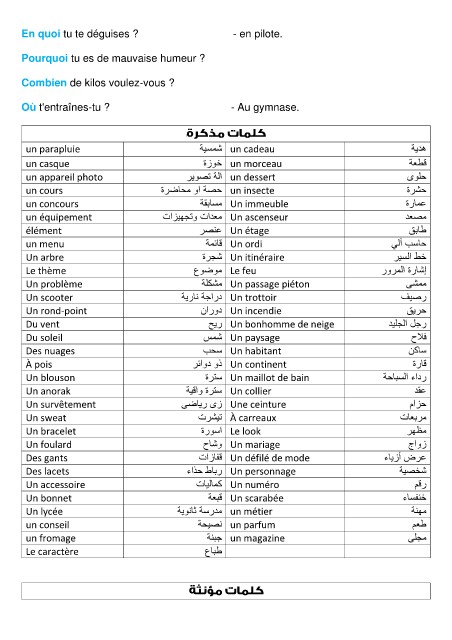 En quoi tu te déguises ? - en pilote.
Pourquoi tu es de mauvaise humeur ?
Combien de kilos voulez-vous ?
Où t'entraînes-tu ? - Au gymnase.
كلمات مذكرة
un parapluie شمسية un cadeau هدية
un casque خوزة un morceau قطعة
un appareil photo الة تصوير un dessert حلوى
un cours حصة او محاضرة un insecte حشرة
un concours مسابقة Un immeuble عمارة
un équipement معدات وتجهيزات Un ascenseur مصعد
élément عنصر Un étage طابق
un menu قائمة Un ordi حاسب آلي
Un arbre شجرة Un itinéraire خط السير
Le thème موضوع Le feu إشارة المرور
Un problème مشكلة Un passage piéton ممشى
Un scooter دراجة نارية Un trottoir رصيف
Un rond-point دوران Un incendie حريق
Du vent ريح Un bonhomme de neige رجل الجليد
Du soleil شمس Un paysage فلاح
Des nuages سحب Un habitant ساكن
À pois ذو دوائر Un continent قارة
Un blouson سترة Un maillot de bain رداء السباحة
Un anorak سترة واقية Un collier عقد
Un survêtement زى رياضى Une ceinture حزام
Un sweat تيشرت À carreaux مربعات
Un bracelet اسورة Le look مظهر
Un foulard وشاح Un mariage زواج
Des gants قفازات Un défilé de mode عرض أزياء
Des lacets رباط حذاء Un personnage شخصية
Un accessoire كماليات Un numéro رقم
Un bonnet قبعة Un scarabée خنفساء
Un lycée مدرسة ثانوية un métier مهنة
un conseil نصيحة un parfum طعم
un fromage جبنة un magazine مجلى
Le caractère طباع
كلمات مؤنثة